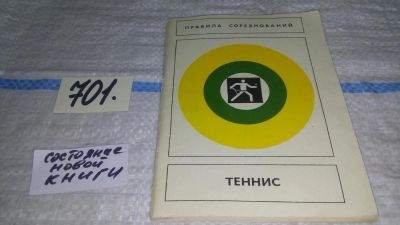 701.
состояние
новой
книги
ПРАВИЛА СОРЕВНОВАНИЙ
ТЕННИС